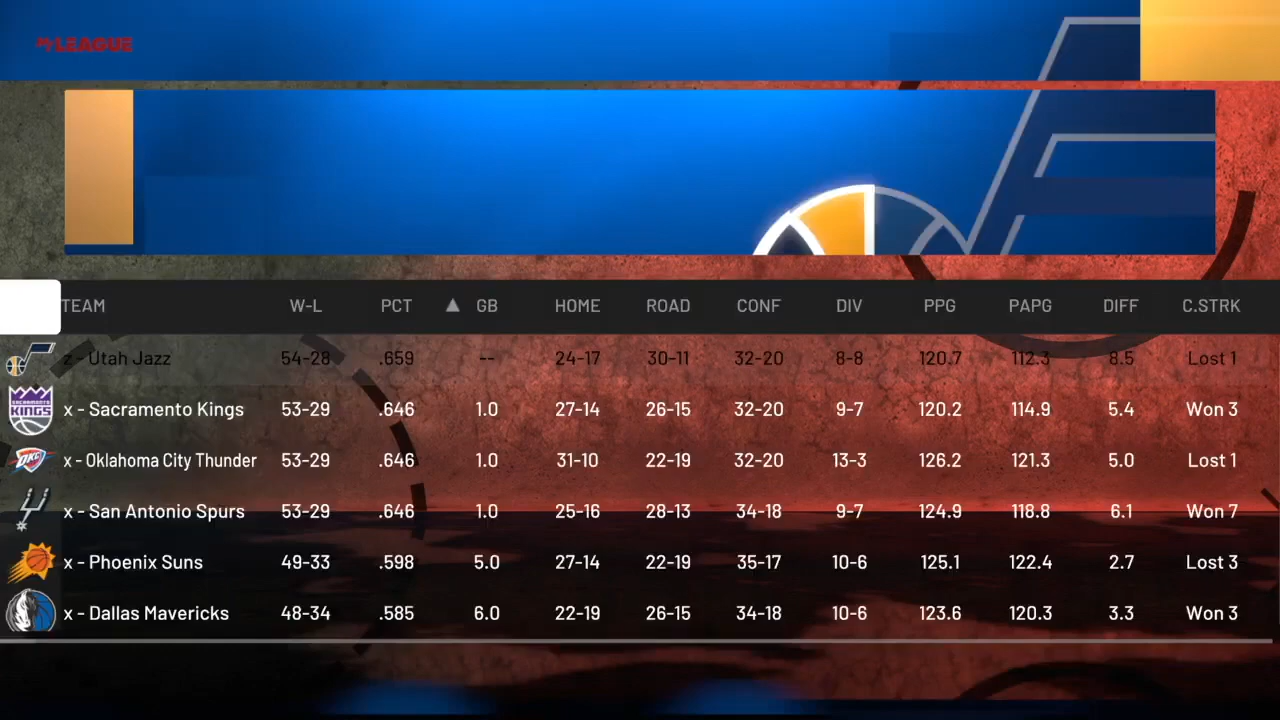 MyLEAGUE
TEAM W-L PCT ▲ GB HOME ROAD CONF DIV PPG PAPG DIFF C.STRK
z - Utah Jazz 54-28 .659 -- 24-17 30-11 32-20 8-8 120.7 112.3 8.5 Lost 1
SACRAMENTO KINGS x - Sacramento Kings 53-29 .646 1.0 27-14 26-15 32-20 9-7 120.2 114.9 5.4 Won 3
OKC x - Oklahoma City Thunder 53-29 .646 1.0 31-10 22-19 32-20 13-3 126.2 121.3 5.0 Lost 1
x - San Antonio Spurs 53-29 .646 1.0 25-16 28-13 34-18 9-7 124.9 118.8 6.1 Won 7
x - Phoenix Suns 49-33 .598 5.0 27-14 22-19 35-17 10-6 125.1 122.4 2.7 Lost 3
x - Dallas Mavericks 48-34 .585 6.0 22-19 26-15 34-18 10-6 123.6 120.3 3.3 Won 3